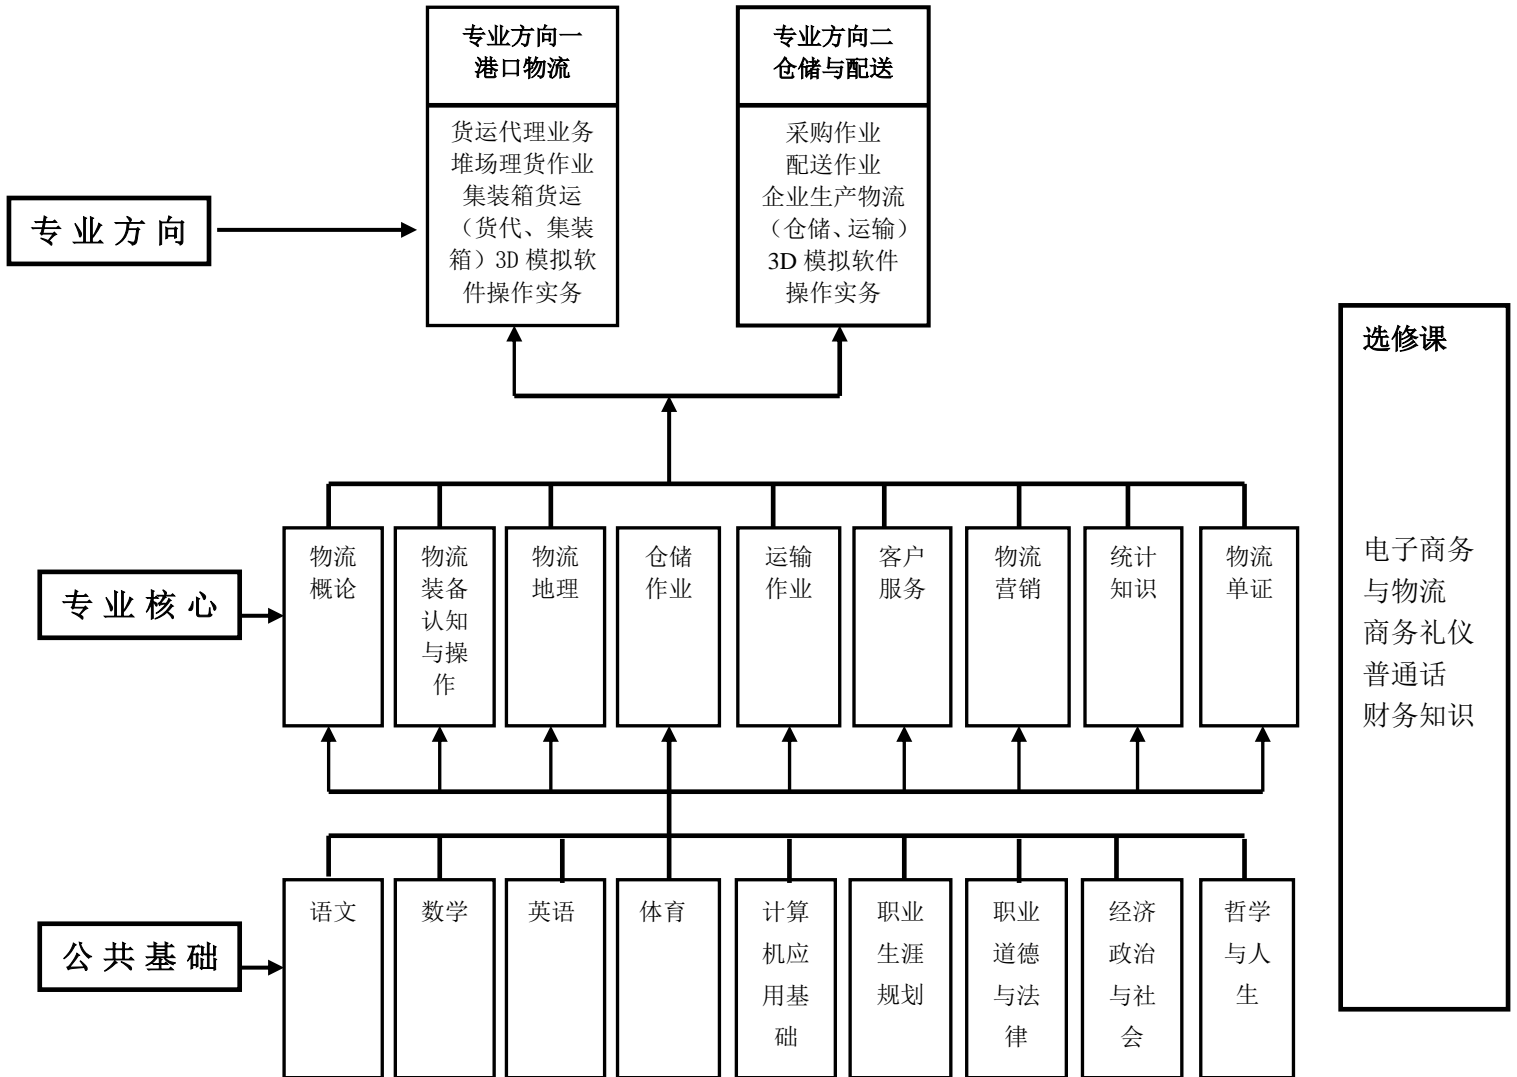 专业方向一
港口物流
货运代理业务
堆场理货作业
集装箱货运
（货代、集装
箱）3D 模拟软
件操作实务
专业方向二
仓储与配送
采购作业
配送作业
企业生产物流
（仓储、运输）
3D 模拟软件
操作实务
专业方向
选修课
电子商务
与物流
商务礼仪
普通话
财务知识
专业核心
物流
概论
物流
装备
认知
与操
作
物流
地理
仓储
作业
运输
作业
客户
服务
物流
营销
统计
知识
物流
单证
公共基础
语文
数学
英语
体育
计算
机应
用基
础
职业
生涯
规划
职业
道德
与法
律
经济
政治
与社
会
哲学
与人
生